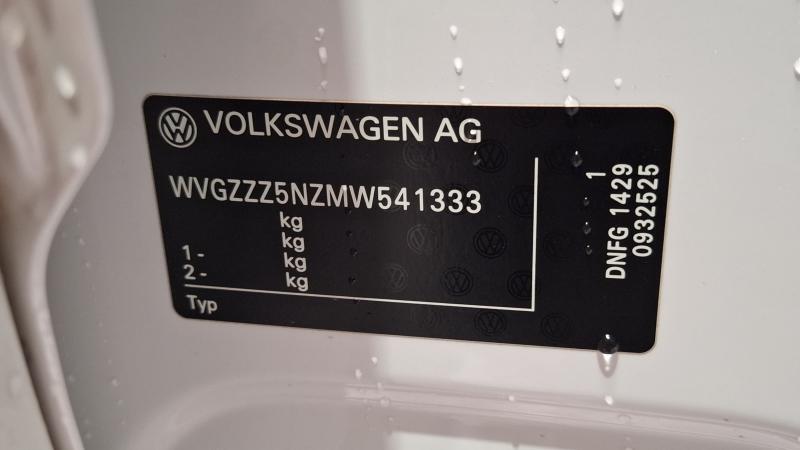 VOLKSWAGEN AG
WVGZZZ5NZMW541333
kg
kg
1- kg
2- kg
Typ
1
DNFG 1429
0932525